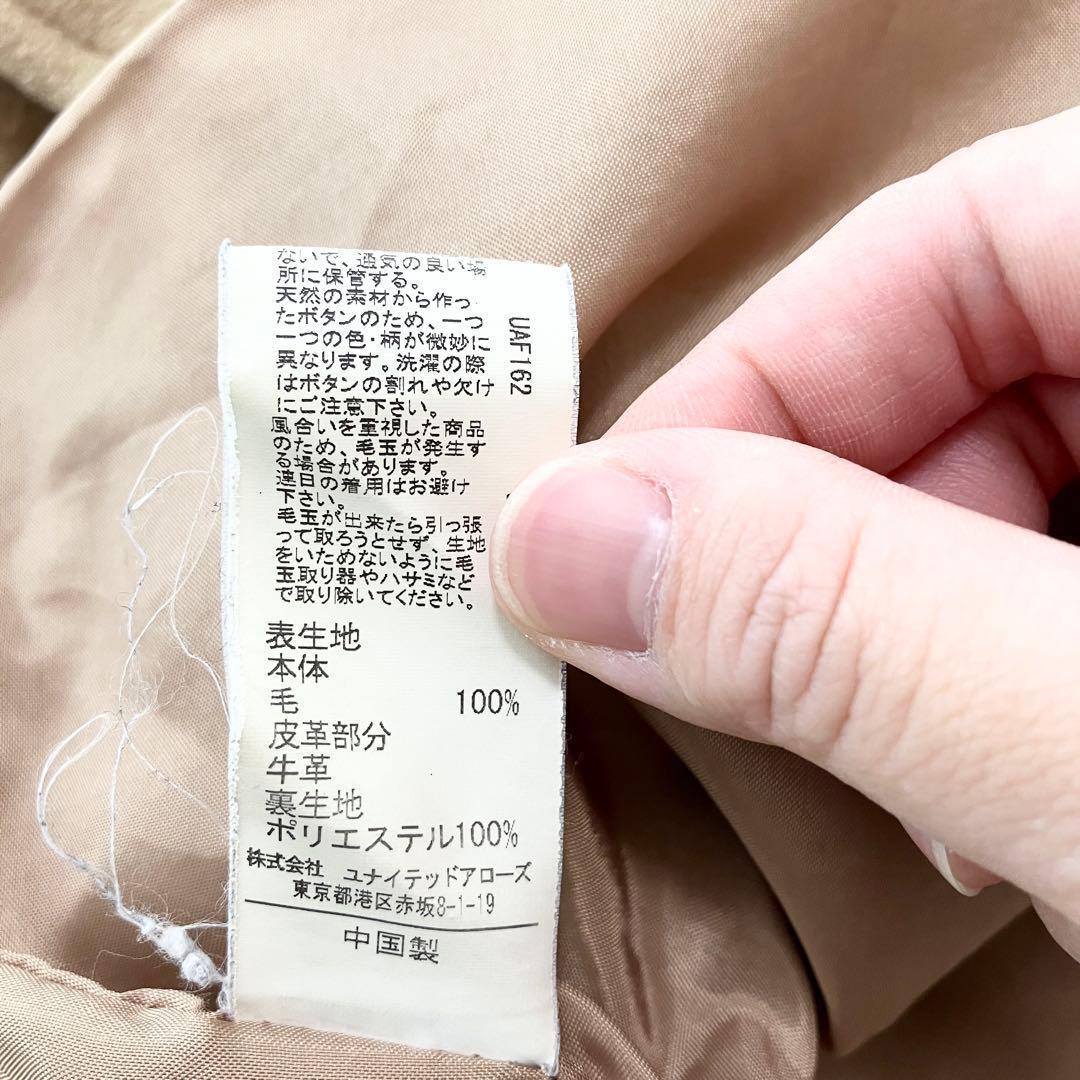 ないで、通気の良い場
所に保管する。
天然の素材から作っ
たボタンのため、一つ
一つの色・柄が微妙に
異なります。洗濯の際
はボタンの割れや欠け
にご注意下さい。
風合いを重視した商品
のため、毛玉が発生す
る場合があります。
連日の着用はお避け
下さい。
毛玉が出来たら引っ張
って取ろうとせず、生地
をいためないように毛
玉取り器やハサミなど
で取り除いてください。
UAF162
表生地
本体
毛 100%
皮革部分
牛革
裏生地
ポリエステル100%
株式会社 ユナイテッドアローズ
東京都港区赤坂8-1-19
中国製